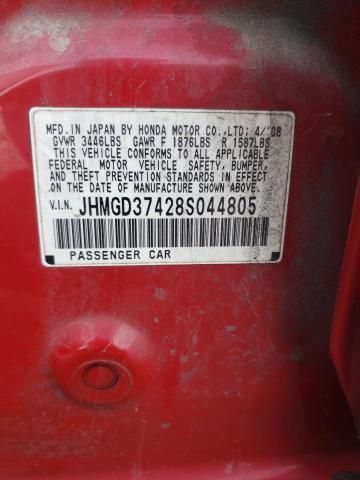 MFD. IN JAPAN BY HONDA MOTOR CO., LTD: 4/'08
GVWR 3446LBS GAWR F 1876LBS R 1587LBS
THIS VEHICLE CONFORMS TO ALL APPLICABLE
FEDERAL MOTOR VEHICLE SAFETY, BUMPER,
AND THEFT PREVENTION STANDARDS IN EFFECT
ON THE DATE OF MANUFACTURE SHOWN ABOVE.
V.I.N. JHMGD37428S044805
PASSENGER CAR